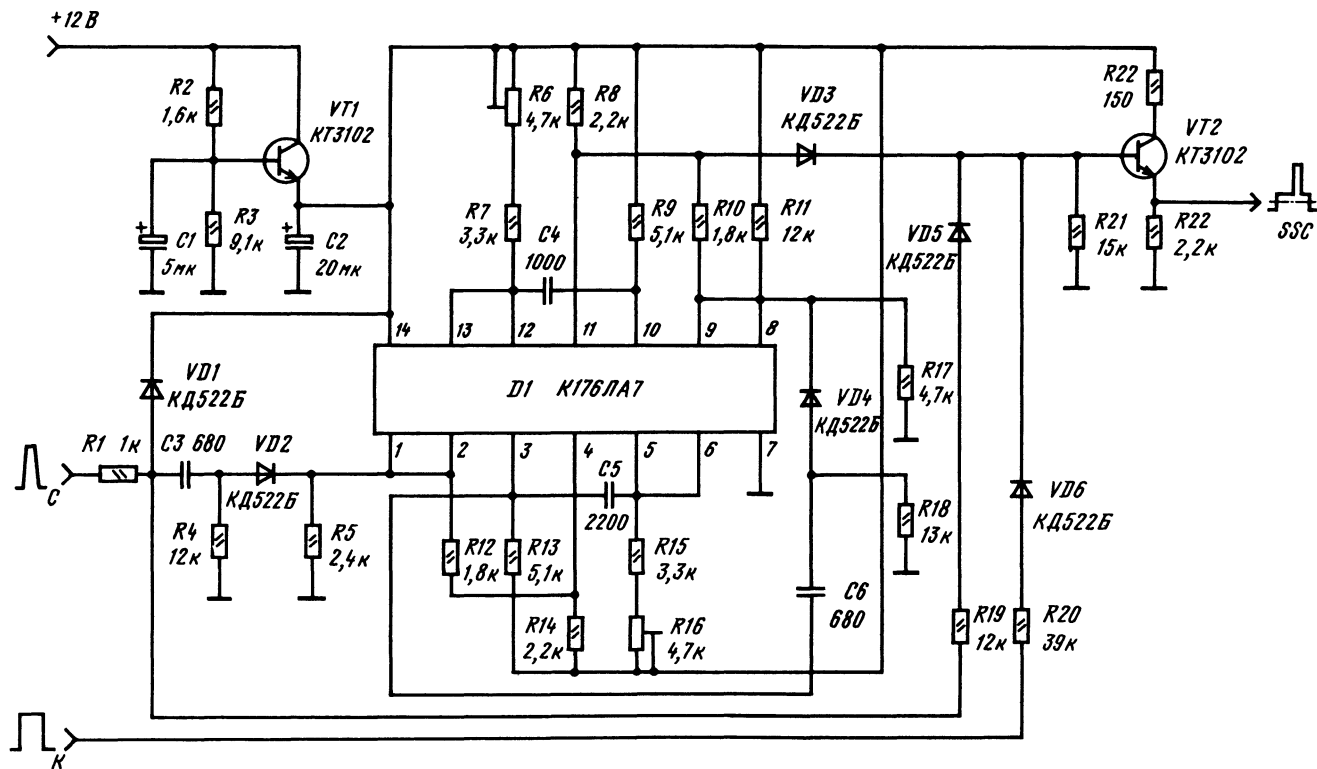 +12 В
R2
1,6к
VT1
КТ3102
R6
4,7к
R8
2,2к
VD3
КД522Б
R22
150
VT2
КТ3102
SSC
R3
9,1к
C1
5мк
+
C2
20мк
+
R7
3,3к
C4
1000
R9
5,1к
R10
1,8к
R11
12к
VD5
КД522Б
R21
15к
R22
2,2к
14
13
12
11
10
9
8
VD1
КД522Б
D1 К176ЛА7
VD4
КД522Б
R17
4,7к
1
2
3
4
5
6
7
R1 1к
C3 680
VD2
КД522Б
C
R4
12к
R5
2,4к
C5
2200
R12
1,8к
R13
5,1к
R15
3,3к
R18
13к
VD6
КД522Б
R14
2,2к
R16
4,7к
C6
680
R19
12к
R20
39к
К